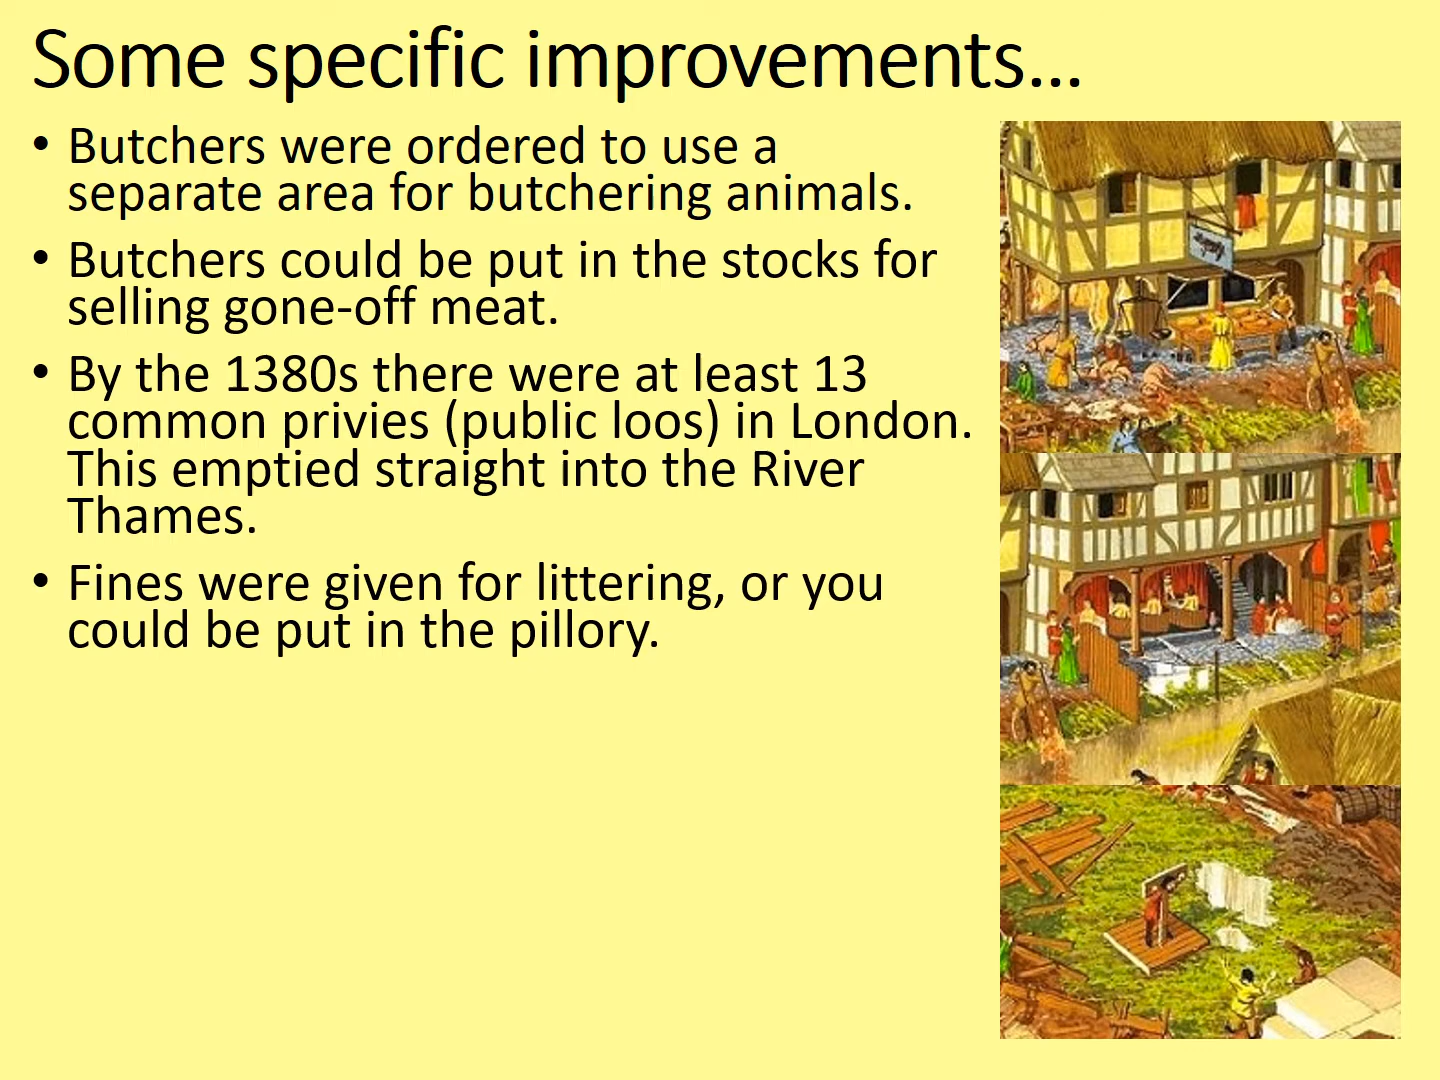 Some specific improvements…
• Butchers were ordered to use a
separate area for butchering animals.
• Butchers could be put in the stocks for
selling gone-off meat.
• By the 1380s there were at least 13
common privies (public loos) in London.
This emptied straight into the River
Thames.
• Fines were given for littering, or you
could be put in the pillory.